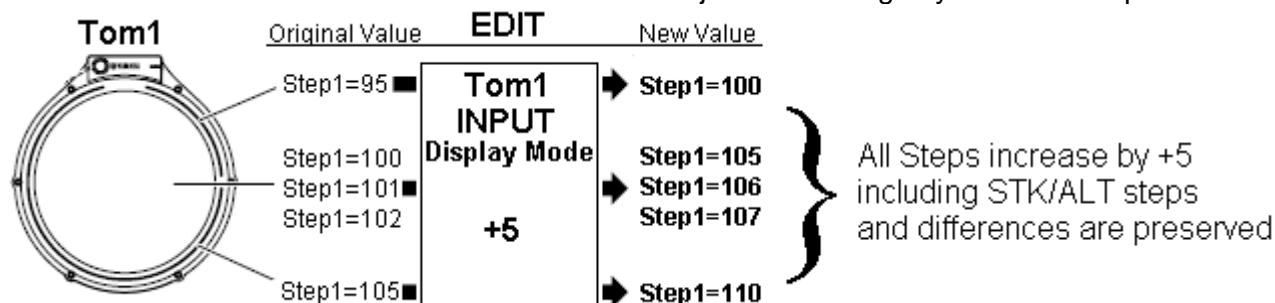 Tom1
Original Value EDIT New Value
Step1=95 Tom1 Step1=100
INPUT
Display Mode
Step1=100 Step1=105
Step1=101 Step1=106
Step1=102 Step1=107
+5
Step1=105 Step1=110
All Steps increase by +5
including STK/ALT steps
and differences are preserved